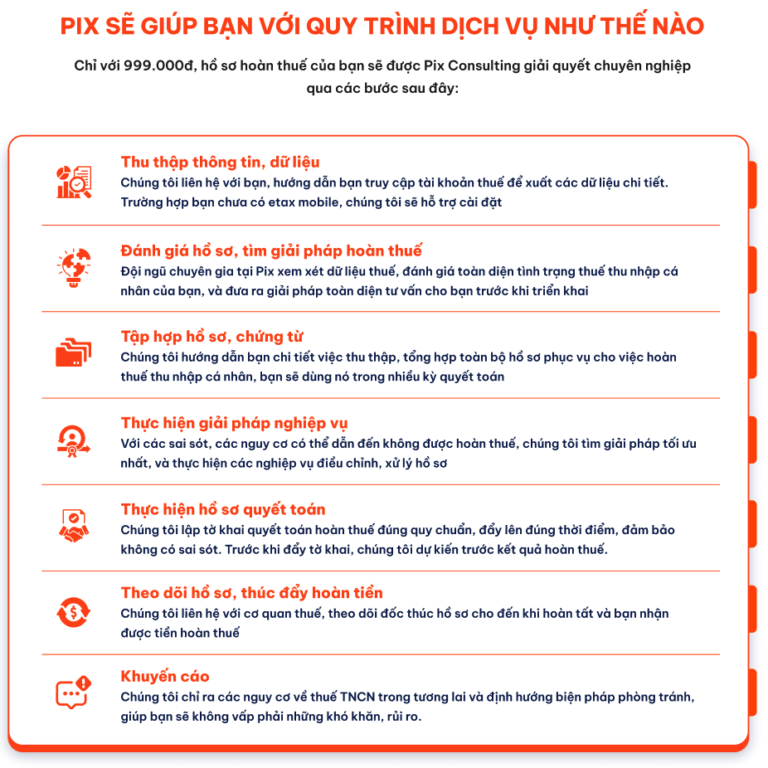 PIX SẼ GIÚP BẠN VỚI QUY TRÌNH DỊCH VỤ NHƯ THẾ NÀO
Chỉ với 999.000đ, hồ sơ hoàn thuế của bạn sẽ được Pix Consulting giải quyết chuyên nghiệp
qua các bước sau đây:
Thu thập thông tin, dữ liệu
Chúng tôi liên hệ với bạn, hướng dẫn bạn truy cập tài khoản thuế để xuất các dữ liệu chi tiết.
Trường hợp bạn chưa có etax mobile, chúng tôi sẽ hỗ trợ cài đặt
Đánh giá hồ sơ, tìm giải pháp hoàn thuế
Đội ngũ chuyên gia tại Pix xem xét dữ liệu thuế, đánh giá toàn diện tình trạng thuế thu nhập cá
nhân của bạn, và đưa ra giải pháp toàn diện tư vấn cho bạn trước khi triển khai
Tập hợp hồ sơ, chứng từ
Chúng tôi hướng dẫn bạn chi tiết việc thu thập, tổng hợp toàn bộ hồ sơ phục vụ cho việc hoàn
thuế thu nhập cá nhân, bạn sẽ dùng nó trong nhiều kỳ quyết toán
Thực hiện giải pháp nghiệp vụ
Với các sai sót, các nguy cơ có thể dẫn đến không được hoàn thuế, chúng tôi tìm giải pháp tối ưu
nhất, và thực hiện các nghiệp vụ điều chỉnh, xử lý hồ sơ
Thực hiện hồ sơ quyết toán
Chúng tôi lập tờ khai quyết toán hoàn thuế đúng quy chuẩn, đẩy lên đúng thời điểm, đảm bảo
không có sai sót. Trước khi đẩy tờ khai, chúng tôi dự kiến trước kết quả hoàn thuế.
Theo dõi hồ sơ, thúc đẩy hoàn tiền
Chúng tôi liên hệ với cơ quan thuế, theo dõi đốc thúc hồ sơ cho đến khi hoàn tất và bạn nhận
được tiền hoàn thuế
Khuyến cáo
Chúng tôi chỉ ra các nguy cơ về thuế TNCN trong tương lai và định hướng biện pháp phòng tránh,
giúp bạn sẽ không vấp phải những khó khăn, rủi ro.